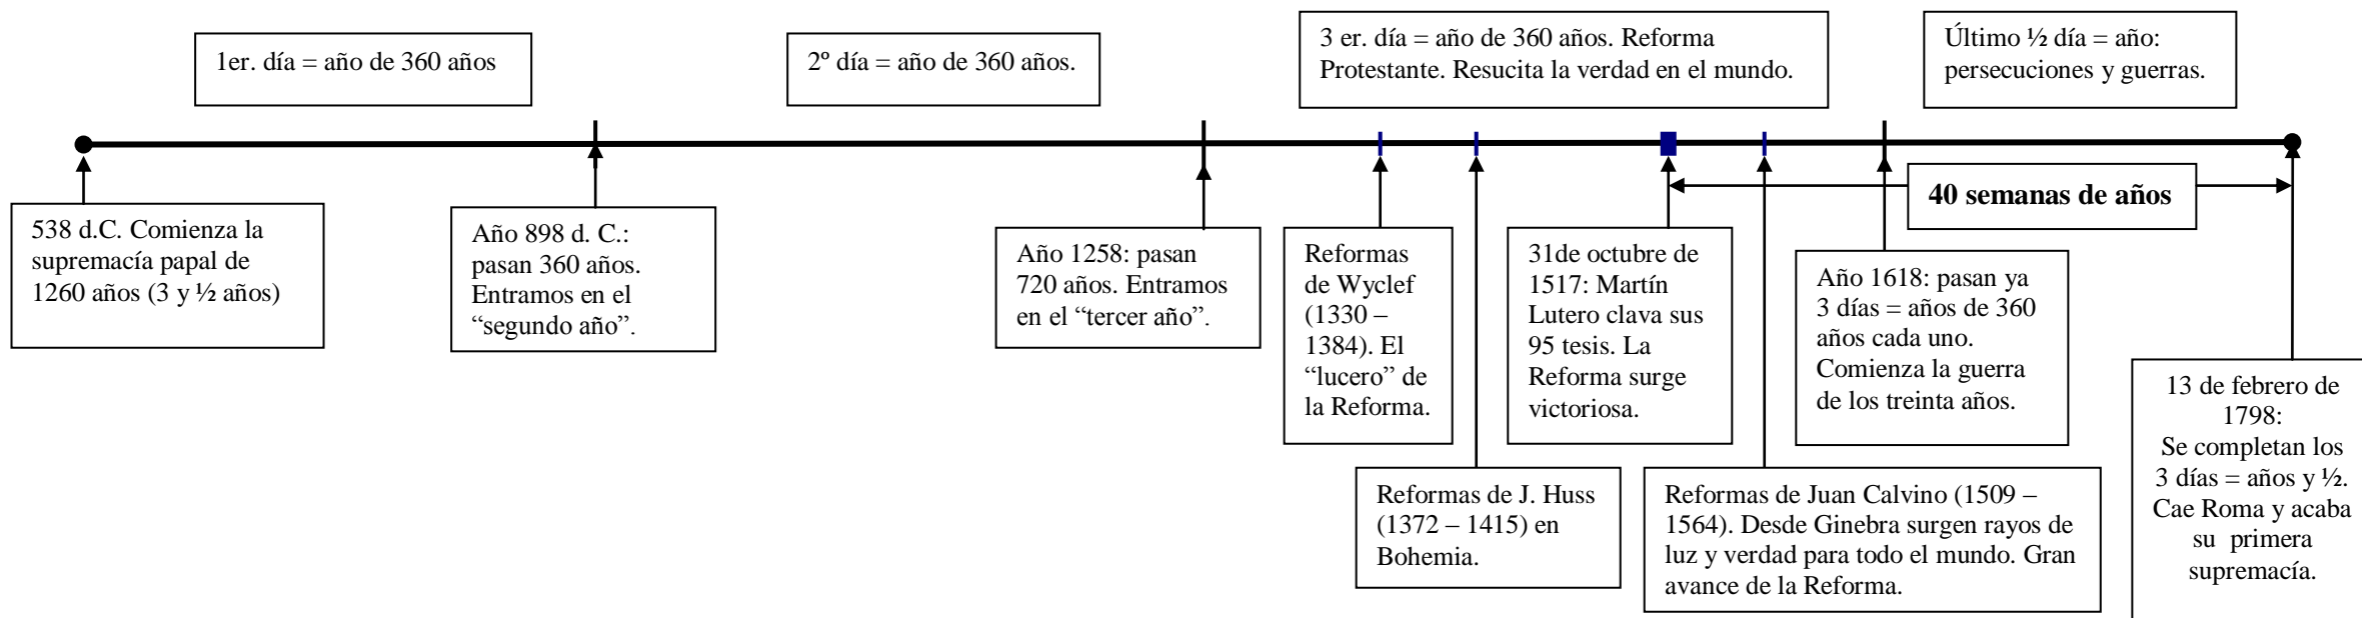 1er. día = año de 360 años
2º día = año de 360 años.
3 er. día = año de 360 años. Reforma
Protestante. Resucita la verdad en el mundo.
Último ½ día = año:
persecuciones y guerras.
40 semanas de años
538 d.C. Comienza la
supremacía papal de
1260 años (3 y ½ años)
Año 898 d. C.:
pasan 360 años.
Entramos en el
“segundo año”.
Año 1258: pasan
720 años. Entramos
en el “tercer año”.
Reformas
de Wyclef
(1330 –
1384). El
“lucero” de
la Reforma.
31de octubre de
1517: Martín
Lutero clava sus
95 tesis. La
Reforma surge
victoriosa.
Año 1618: pasan ya
3 días = años de 360
años cada uno.
Comienza la guerra
de los treinta años.
13 de febrero de
1798:
Se completan los
3 días = años y ½.
Cae Roma y acaba
su primera
supremacía.
Reformas de J. Huss
(1372 – 1415) en
Bohemia.
Reformas de Juan Calvino (1509 –
1564). Desde Ginebra surgen rayos de
luz y verdad para todo el mundo. Gran
avance de la Reforma.